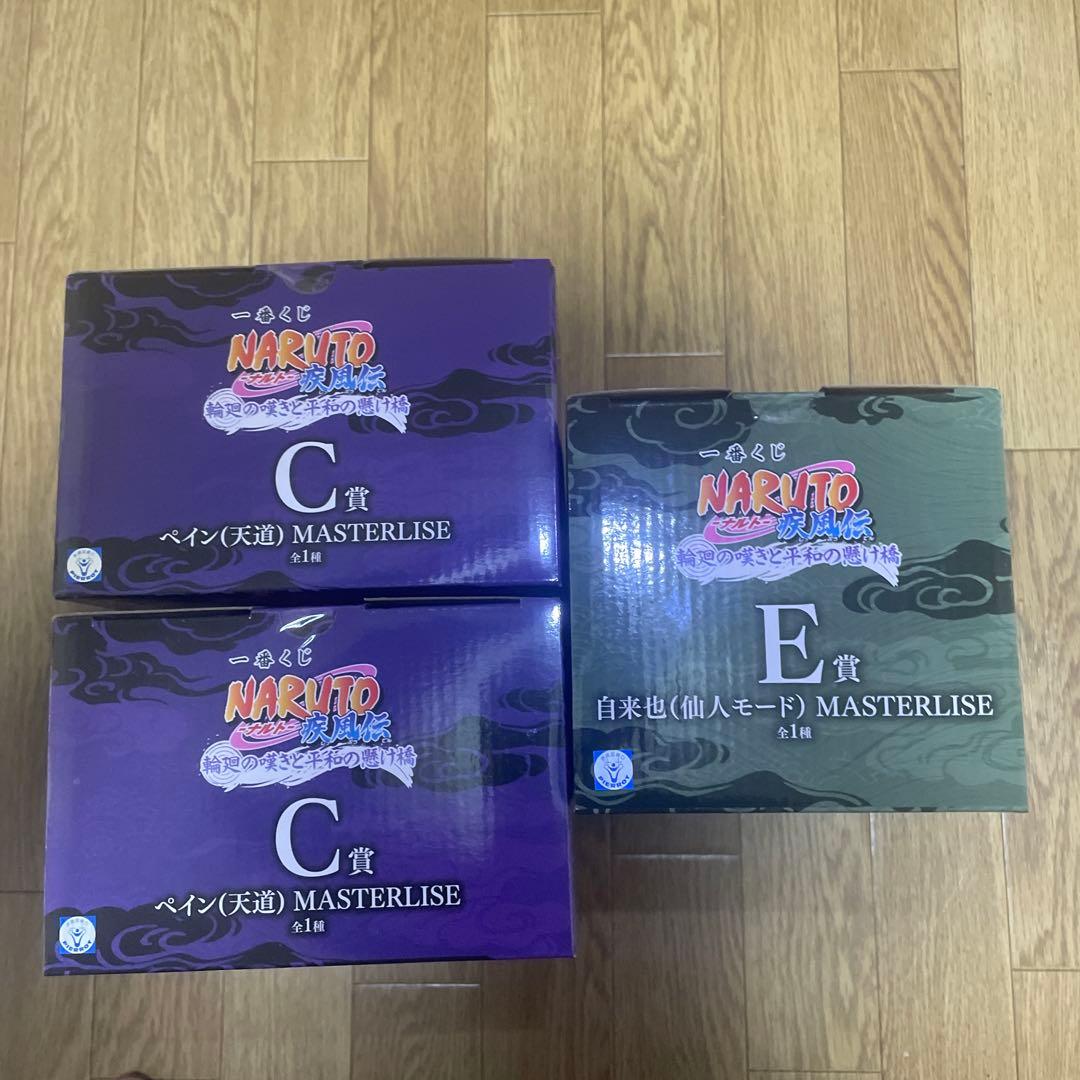 一番くじ
NARUTO
-ナルト-
疾風伝
輪廻の嘆きと平和の懸け橋
C賞
ペイン(天道) MASTERLISE
全1種
PIERROT
一番くじ
NARUTO
-ナルト-
疾風伝
輪廻の嘆きと平和の懸け橋
C賞
ペイン(天道) MASTERLISE
全1種
PIERROT
一番くじ
NARUTO
-ナルト-
疾風伝
輪廻の嘆きと平和の懸け橋
E賞
自来也(仙人モード) MASTERLISE
全1種
PIERROT